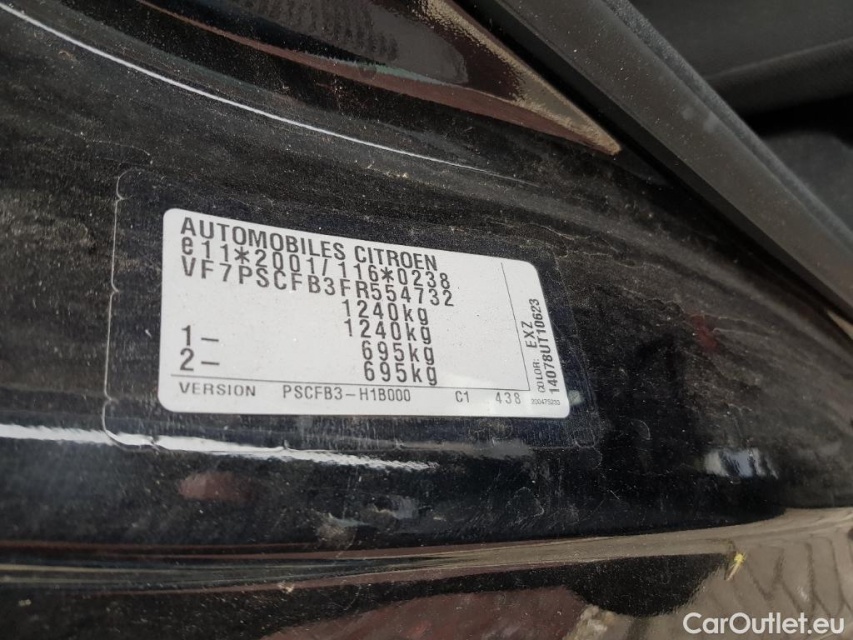 AUTOMOBILES CITROEN
e11*2001/116*0238
VF7PSCFB3FR554732
1240kg
1240kg
1- 695kg
2- 695kg
VERSION PSCFB3-H1B000 C1 438
COLOR: EXZ
14078UT10623
CarOutlet.eu